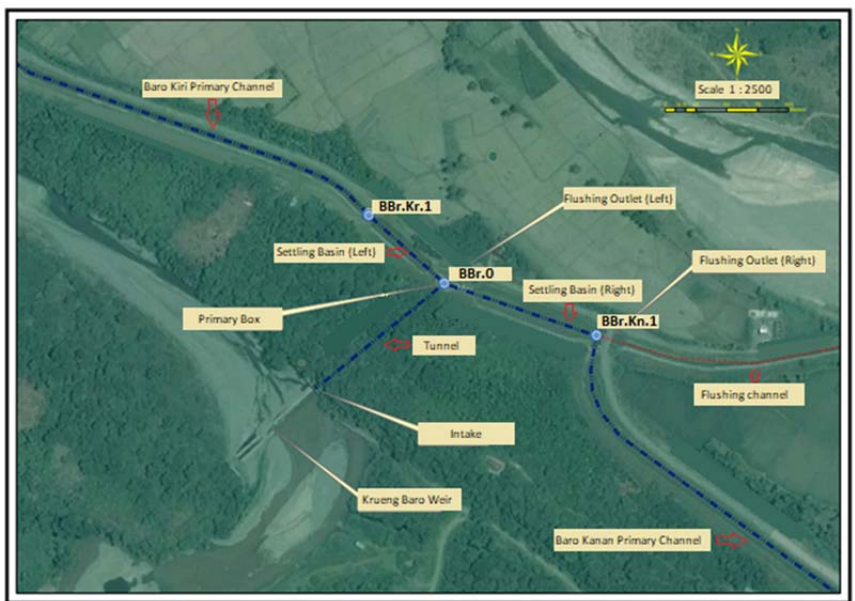 Scale 1 : 2500
Baro Kiri Primary Channel
BBr.Kr.1
Flushing Outlet (Left)
Settling Basin (Left)
Flushing Outlet (Right)
BBr.0
Settling Basin (Right)
Primary Box
BBr.Kn.1
Tunnel
Flushing channel
Intake
Krueng Baro Weir
Baro Kanan Primary Channel